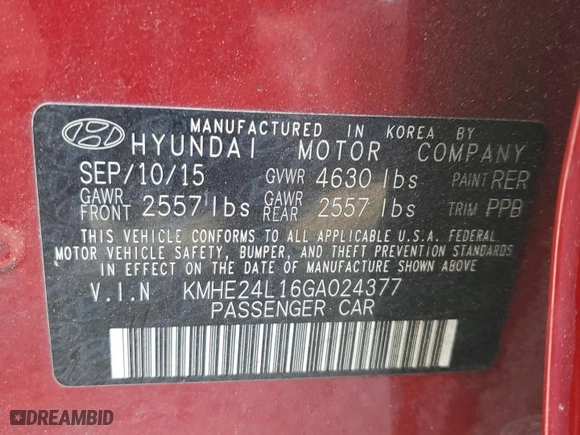 MANUFACTURED IN KOREA BY
HYUNDAI MOTOR COMPANY
SEP/10/15 GVWR 4630 lbs PAINT RER
GAWR FRONT 2557 lbs GAWR REAR 2557 lbs TRIM PPB
THIS VEHICLE CONFORMS TO ALL APPLICABLE U.S.A. FEDERAL
MOTOR VEHICLE SAFETY, BUMPER, AND THEFT PREVENTION STANDARDS
IN EFFECT ON THE DATE OF MANUFACTURE SHOWN ABOVE
V.I.N KMHE24L16GA024377
PASSENGER CAR
DREAMBID